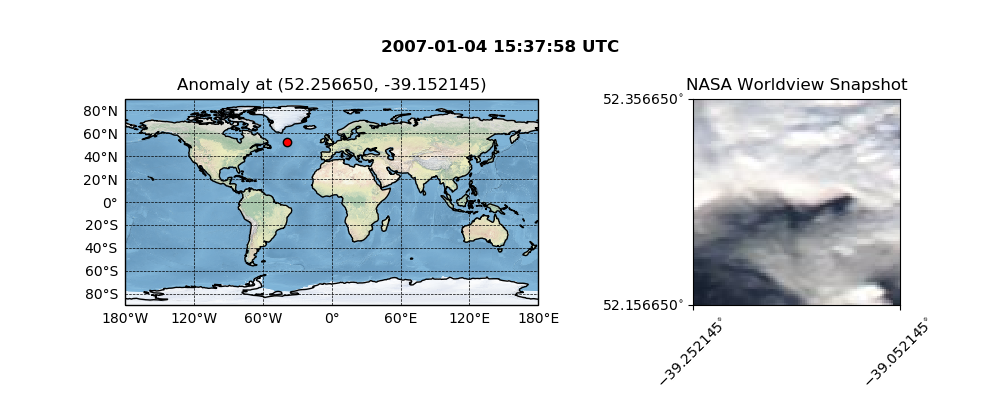 2007-01-04 15:37:58 UTC
Anomaly at (52.256650, -39.152145)
NASA Worldview Snapshot
80°N
60°N
40°N
20°N
0°
20°S
40°S
60°S
80°S
180°W 120°W 60°W 0° 60°E 120°E 180°E
52.356650°
52.156650°
−39.252145°
−39.052145°